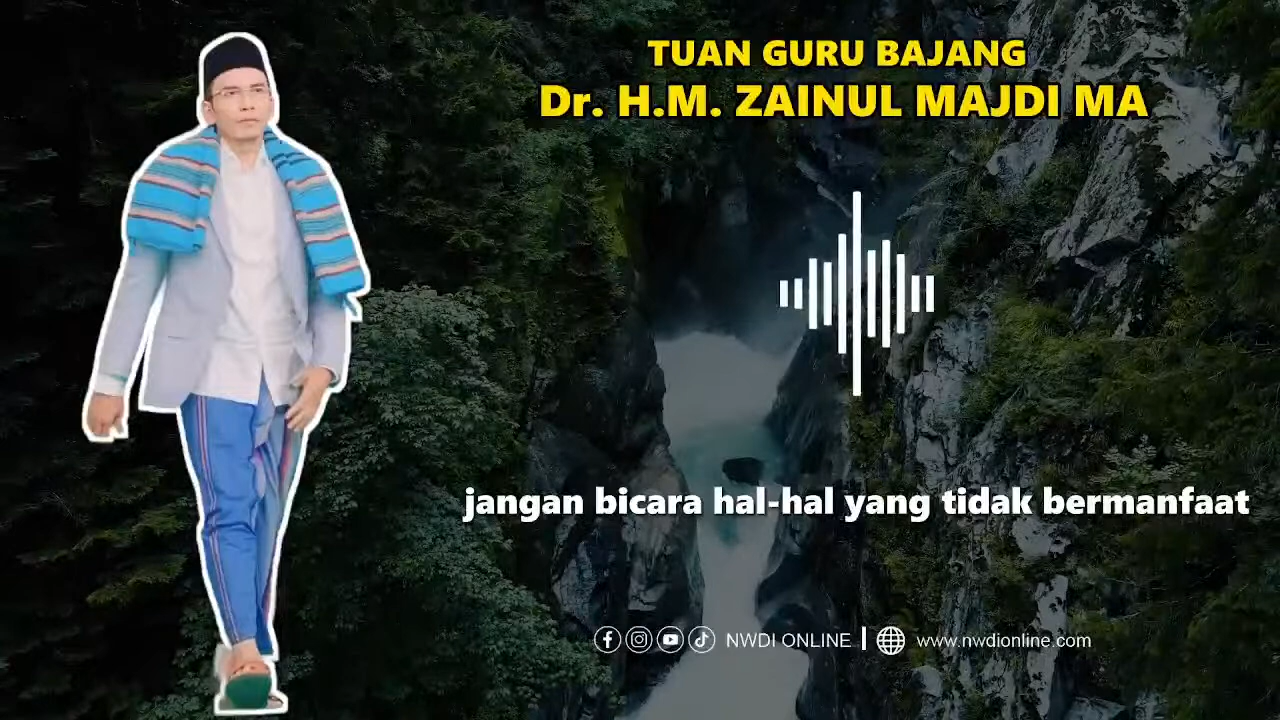 TUAN GURU BAJANG
Dr. H.M. ZAINUL MAJDI MA
jangan bicara hal-hal yang tidak bermanfaat
NWDI ONLINE | www.nwdionline.com